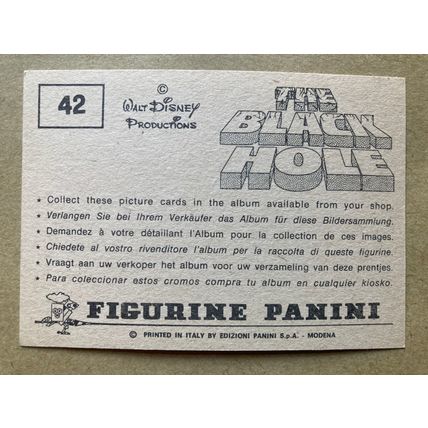 42
©
WALT DISNEY
PRODUCTIONS
THE
BLACK
HOLE
• Collect these picture cards in the album available from your shop.
• Verlangen Sie bei Ihrem Verkäufer das Album für diese Bildersammlung.
• Demandez à votre détaillant l'Album pour la collection de ces images.
• Chiedete al vostro rivenditore l'album per la raccolta di queste figurine.
• Vraagt aan uw verkoper het album voor uw verzameling van deze prentjes.
• Para coleccionar estos cromos compra tu album en cualquier kiosko.
FIGURINE PANINI
© PRINTED IN ITALY BY EDIZIONI PANINI S.p.A. - MODENA